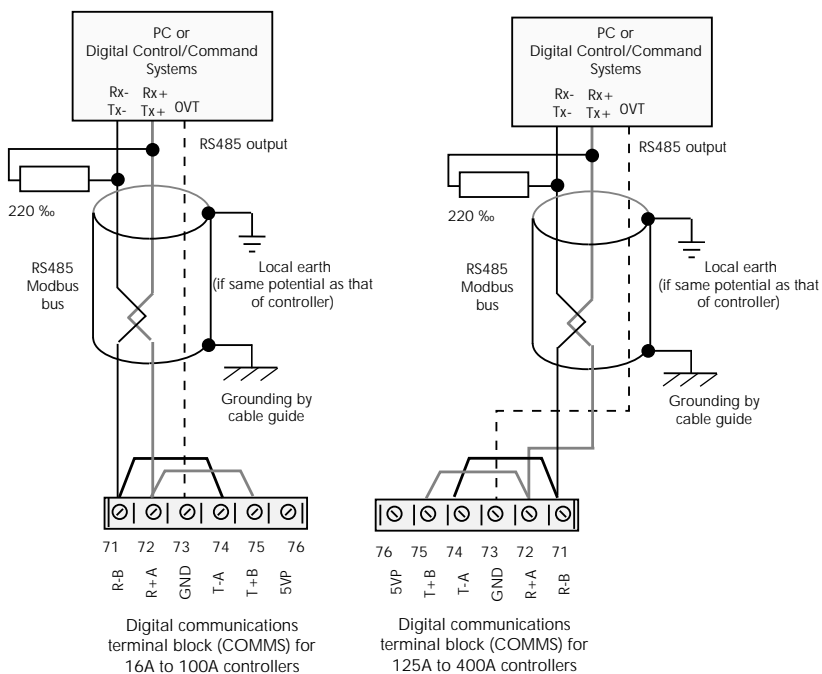 PC or
Digital Control/Command
Systems
Rx- Rx+
Tx- Tx+ OVT
RS485 output
220 ‰
RS485
Modbus
bus
Local earth
(if same potential as that
of controller)
Grounding by
cable guide
71 72 73 74 75 76
R-B R+A GND T-A T+B 5VP
Digital communications
terminal block (COMMS) for
16A to 100A controllers
PC or
Digital Control/Command
Systems
Rx- Rx+
Tx- Tx+ OVT
RS485 output
220 ‰
RS485
Modbus
bus
Local earth
(if same potential as that
of controller)
Grounding by
cable guide
76 75 74 73 72 71
5VP T+B T-A GND R+A R-B
Digital communications
terminal block (COMMS) for
125A to 400A controllers